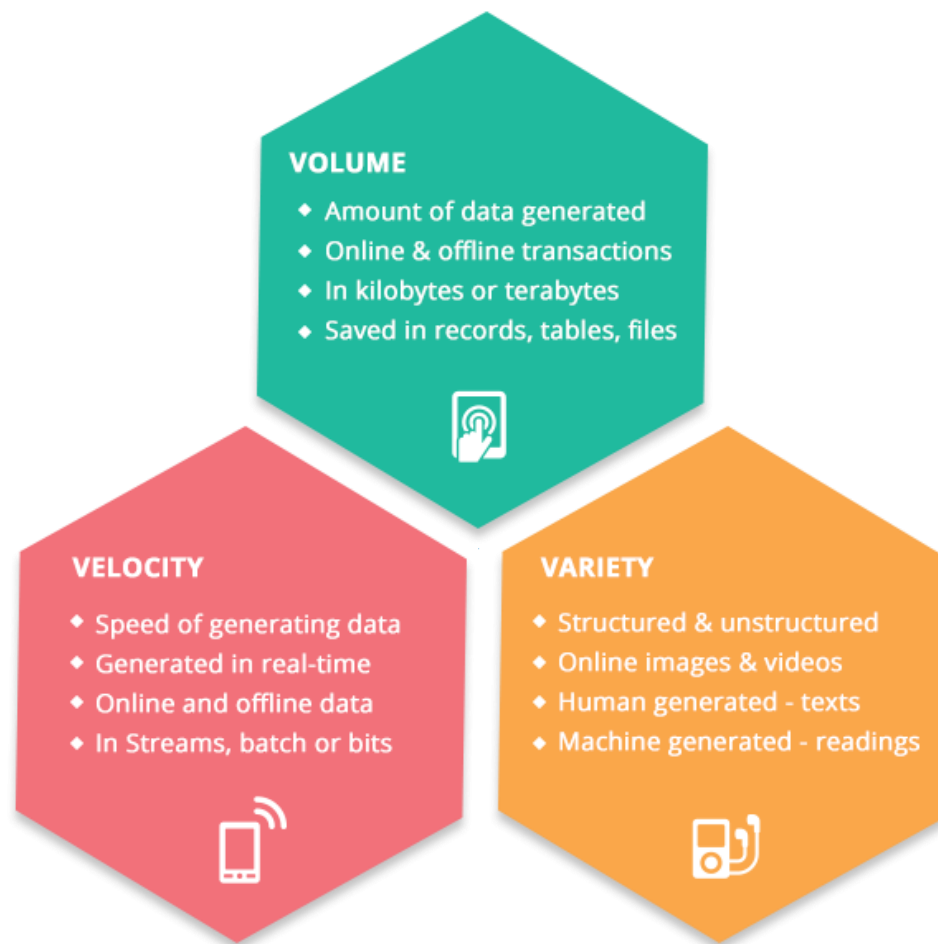 VOLUME
◆ Amount of data generated
◆ Online & offline transactions
◆ In kilobytes or terabytes
◆ Saved in records, tables, files
VELOCITY
◆ Speed of generating data
◆ Generated in real-time
◆ Online and offline data
◆ In Streams, batch or bits
VARIETY
◆ Structured & unstructured
◆ Online images & videos
◆ Human generated - texts
◆ Machine generated - readings